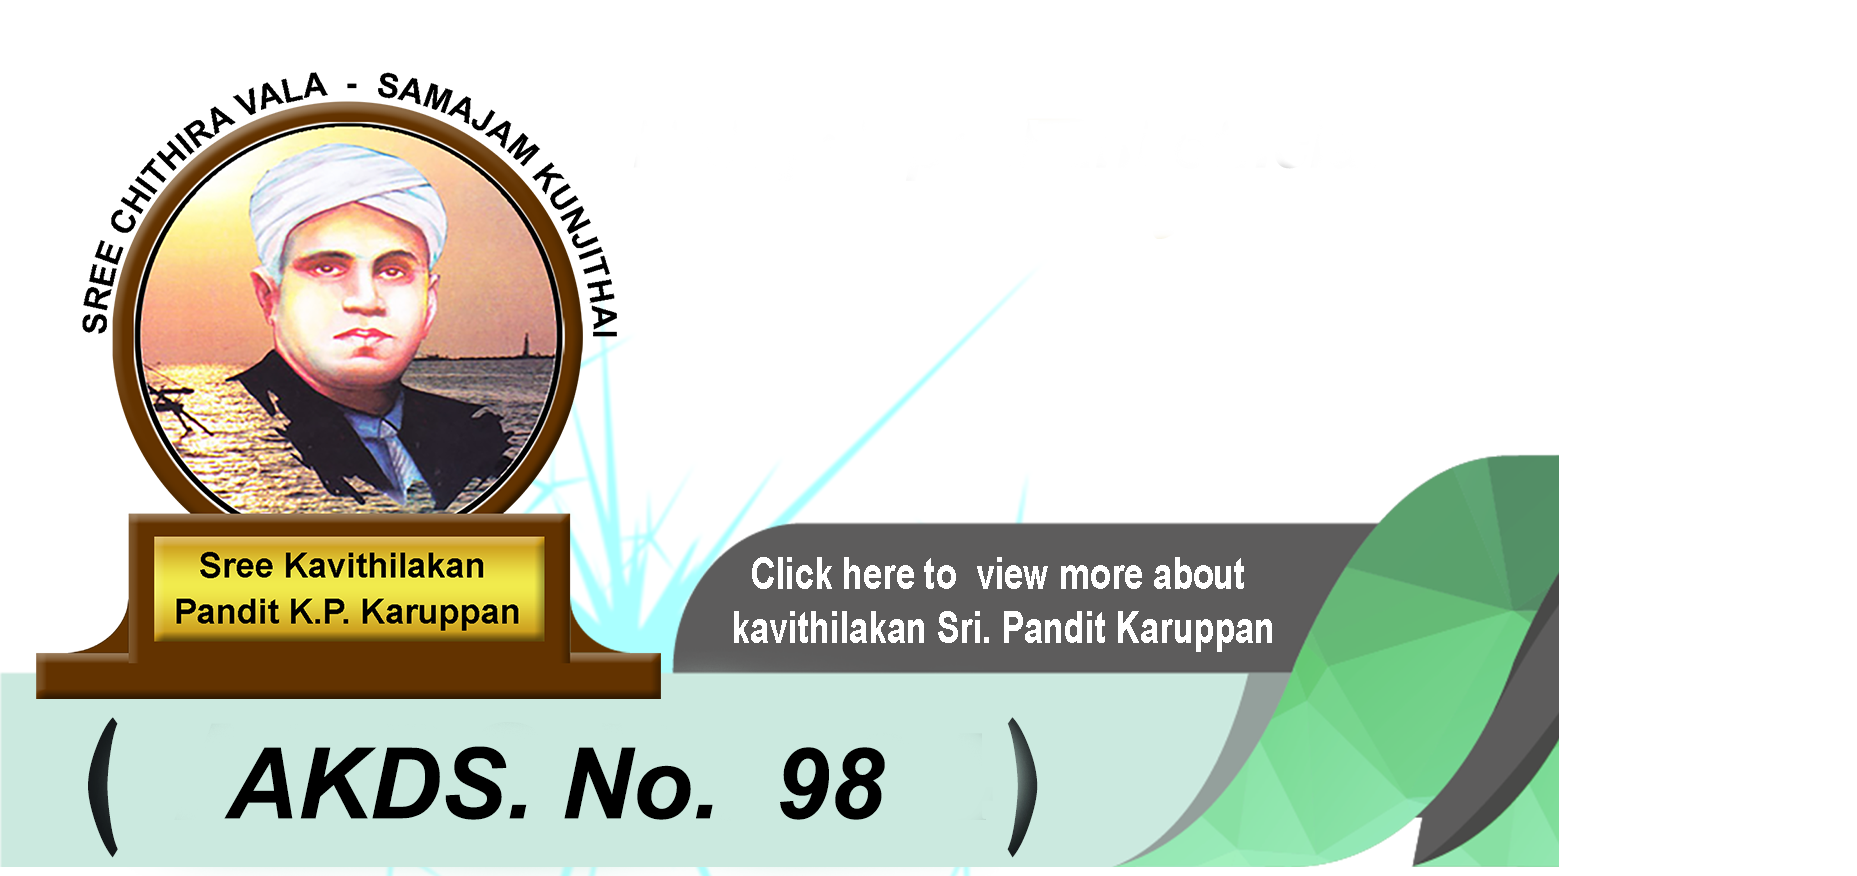 SREE CHITHIRA VALA - SAMAJAM KUNJITHAI
Sree Kavithilakan
Pandit K.P. Karuppan
Click here to view more about
kavithilakan Sri. Pandit Karuppan
( AKDS. No. 98 )